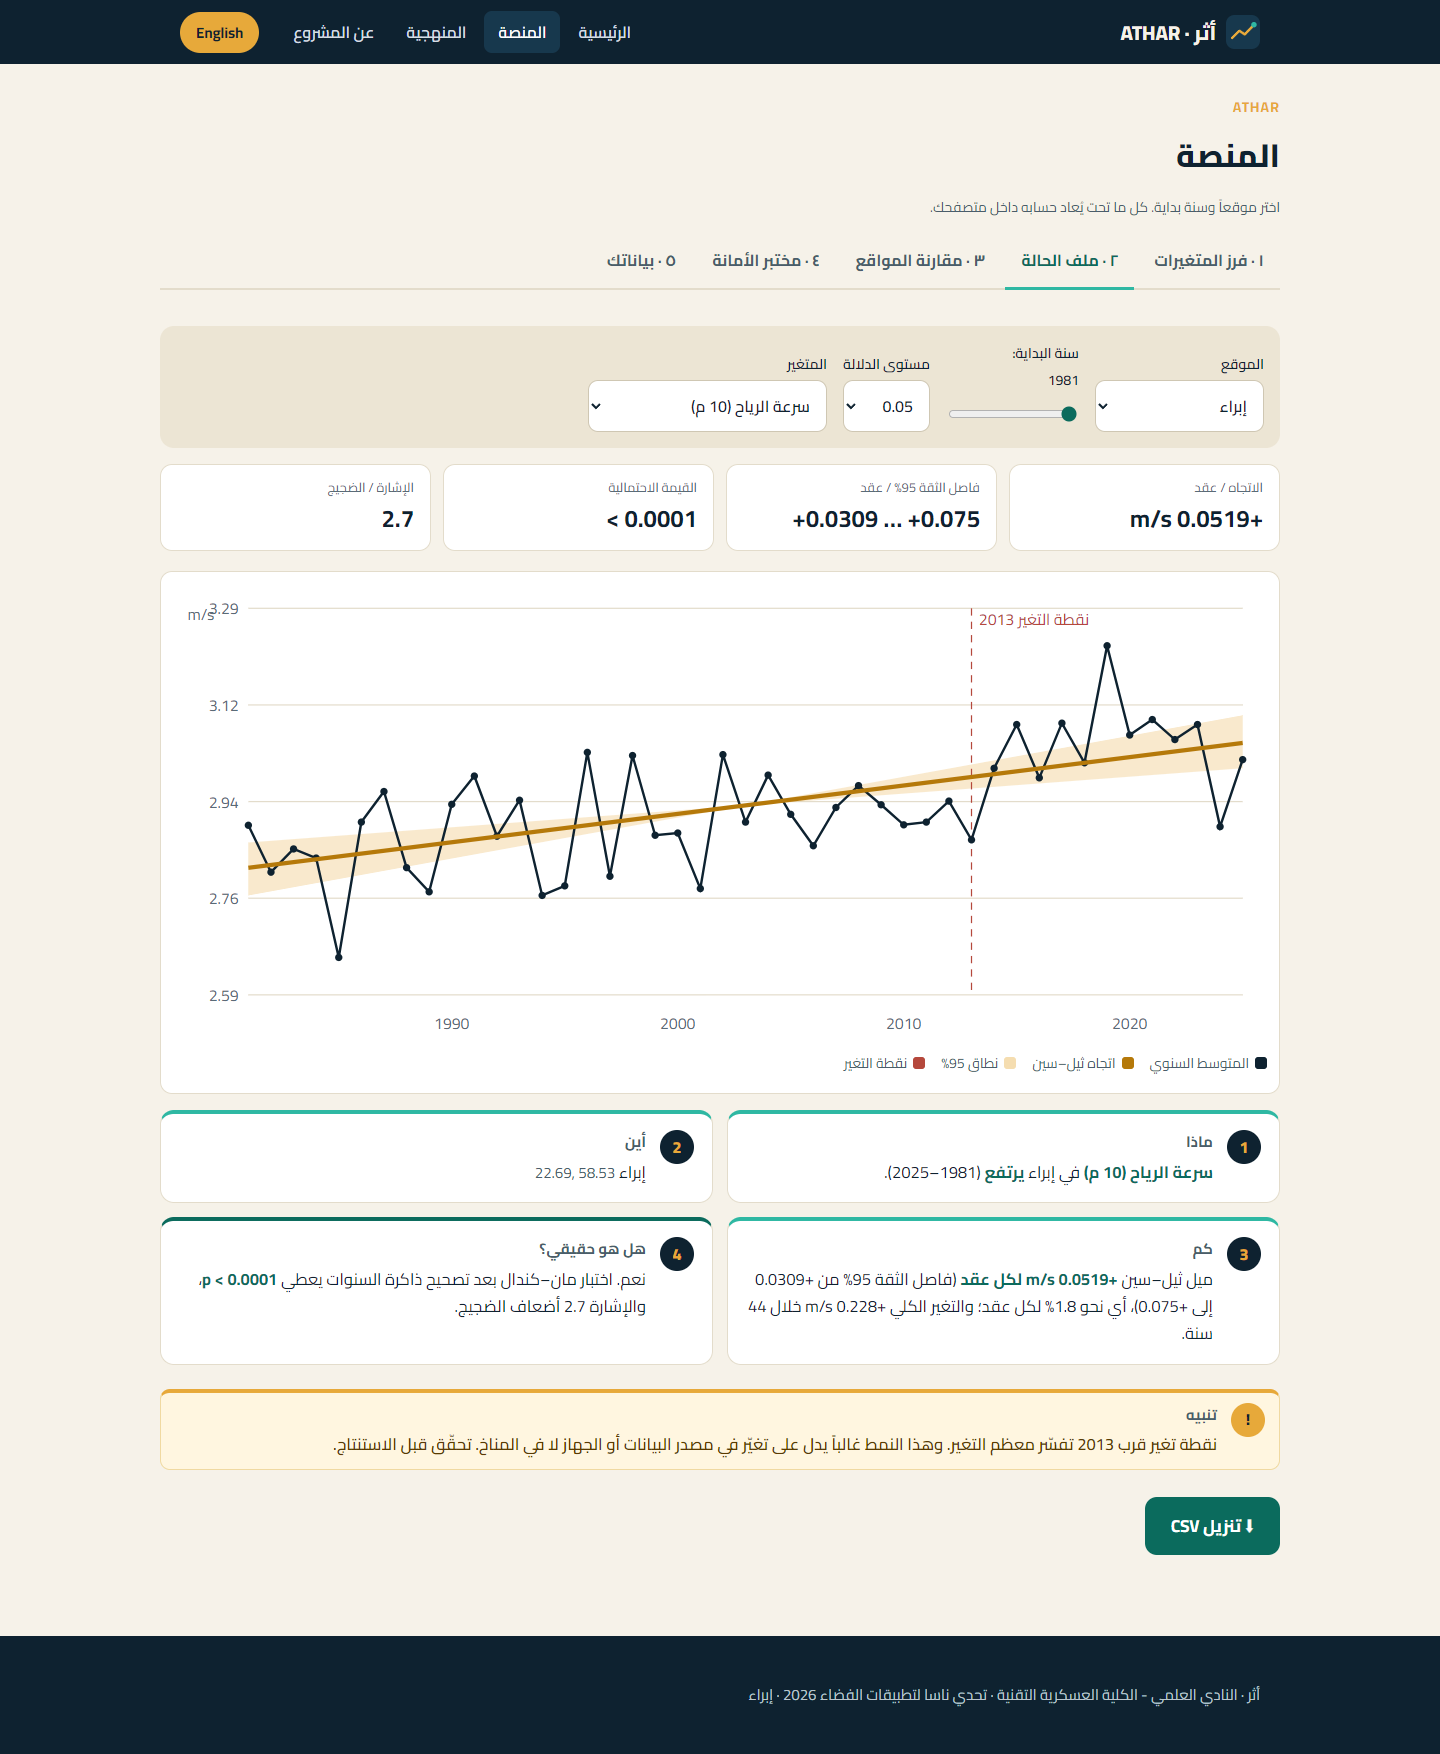 أثر · ATHAR
الرئيسية
المنصة
المنهجية
عن المشروع
English
ATHAR
المنصة
اختر موقعاً وسنة بداية. كل ما تحت يُعاد حسابه داخل متصفحك.
١ · فرز المتغيرات
٢ · ملف الحالة
٣ · مقارنة المواقع
٤ · مختبر الأمانة
٥ · بياناتك
الموقع
إبراء
سنة البداية:
1981
مستوى الدلالة
0.05
المتغير
سرعة الرياح (10 م)
الاتجاه / عقد
+0.0519 m/s
فاصل الثقة 95% / عقد
+0.0309 … +0.075
القيمة الاحتمالية
< 0.0001
الإشارة / الضجيج
2.7
m/s
3.29
3.12
2.94
2.76
2.59
نقطة التغير 2013
1990
2000
2010
2020
المتوسط السنوي
اتجاه ثيل–سين
نطاق 95%
نقطة التغير
1
ماذا
سرعة الرياح (10 م) في إبراء يرتفع (1981–2025).
2
أين
إبراء 22.69, 58.53
3
كم
ميل ثيل–سين +0.0519 m/s لكل عقد (فاصل الثقة 95% من +0.0309
إلى +0.075)، أي نحو 1.8% لكل عقد؛ والتغير الكلي +0.228 m/s خلال 44
سنة.
4
هل هو حقيقي؟
نعم. اختبار مان–كندال بعد تصحيح ذاكرة السنوات يعطي p < 0.0001،
والإشارة 2.7 أضعاف الضجيج.
!
تنبيه
نقطة تغير قرب 2013 تفسّر معظم التغير. وهذا النمط غالباً يدل على تغيّر في مصدر البيانات أو الجهاز لا في المناخ. تحقّق قبل الاستنتاج.
⬇ تنزيل CSV
أثر · النادي العلمي - الكلية العسكرية التقنية · تحدي ناسا لتطبيقات الفضاء 2026 · إبراء